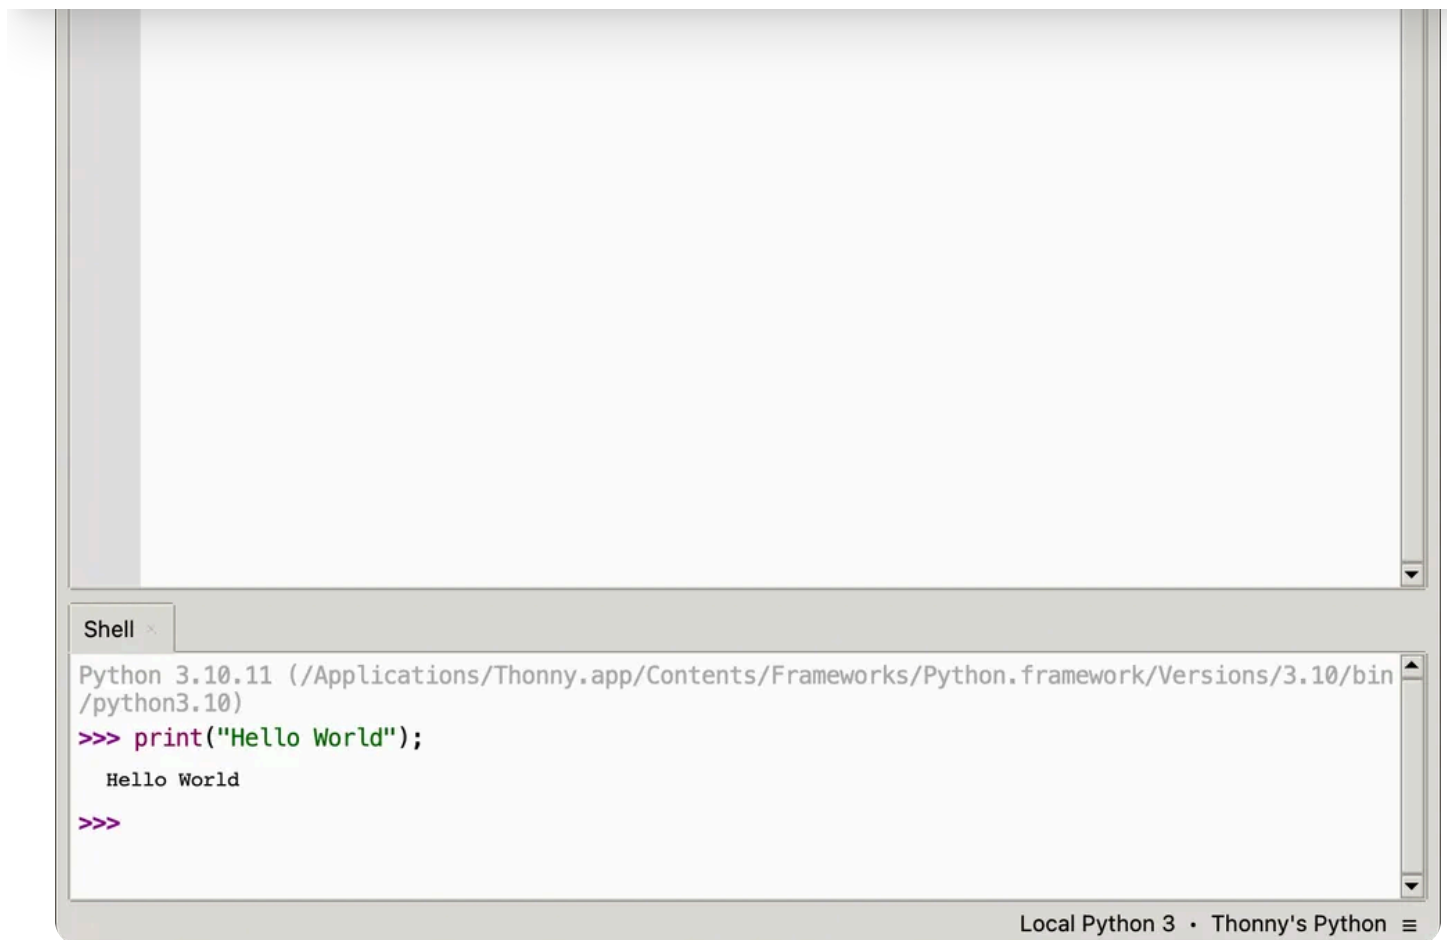 Shell
Python 3.10.11 (/Applications/Thonny.app/Contents/Frameworks/Python.framework/Versions/3.10/bin
/python3.10)
>>> print("Hello World");
Hello World
>>>
Local Python 3 • Thonny's Python ≡